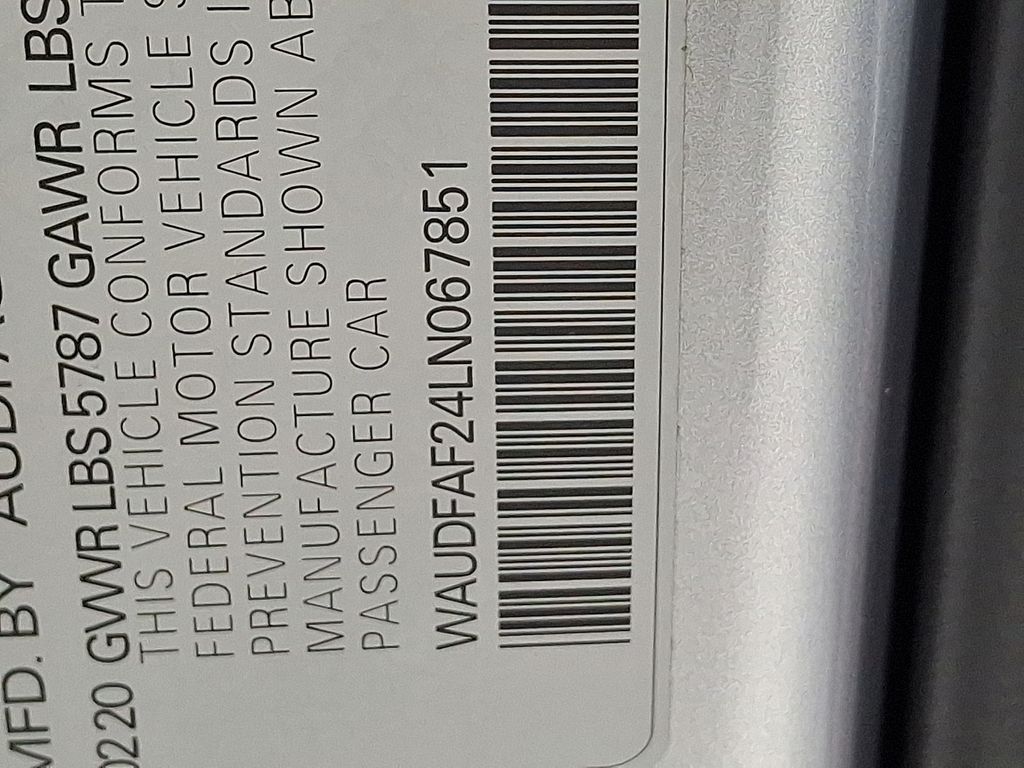 MFD. BY AUDI AG
0220 GVWR LBS 5787 GAWR LBS
THIS VEHICLE CONFORMS
FEDERAL MOTOR VEHICLE
PREVENTION STANDARDS
MANUFACTURE SHOWN AB
PASSENGER CAR
WAUDFAF24LN067851